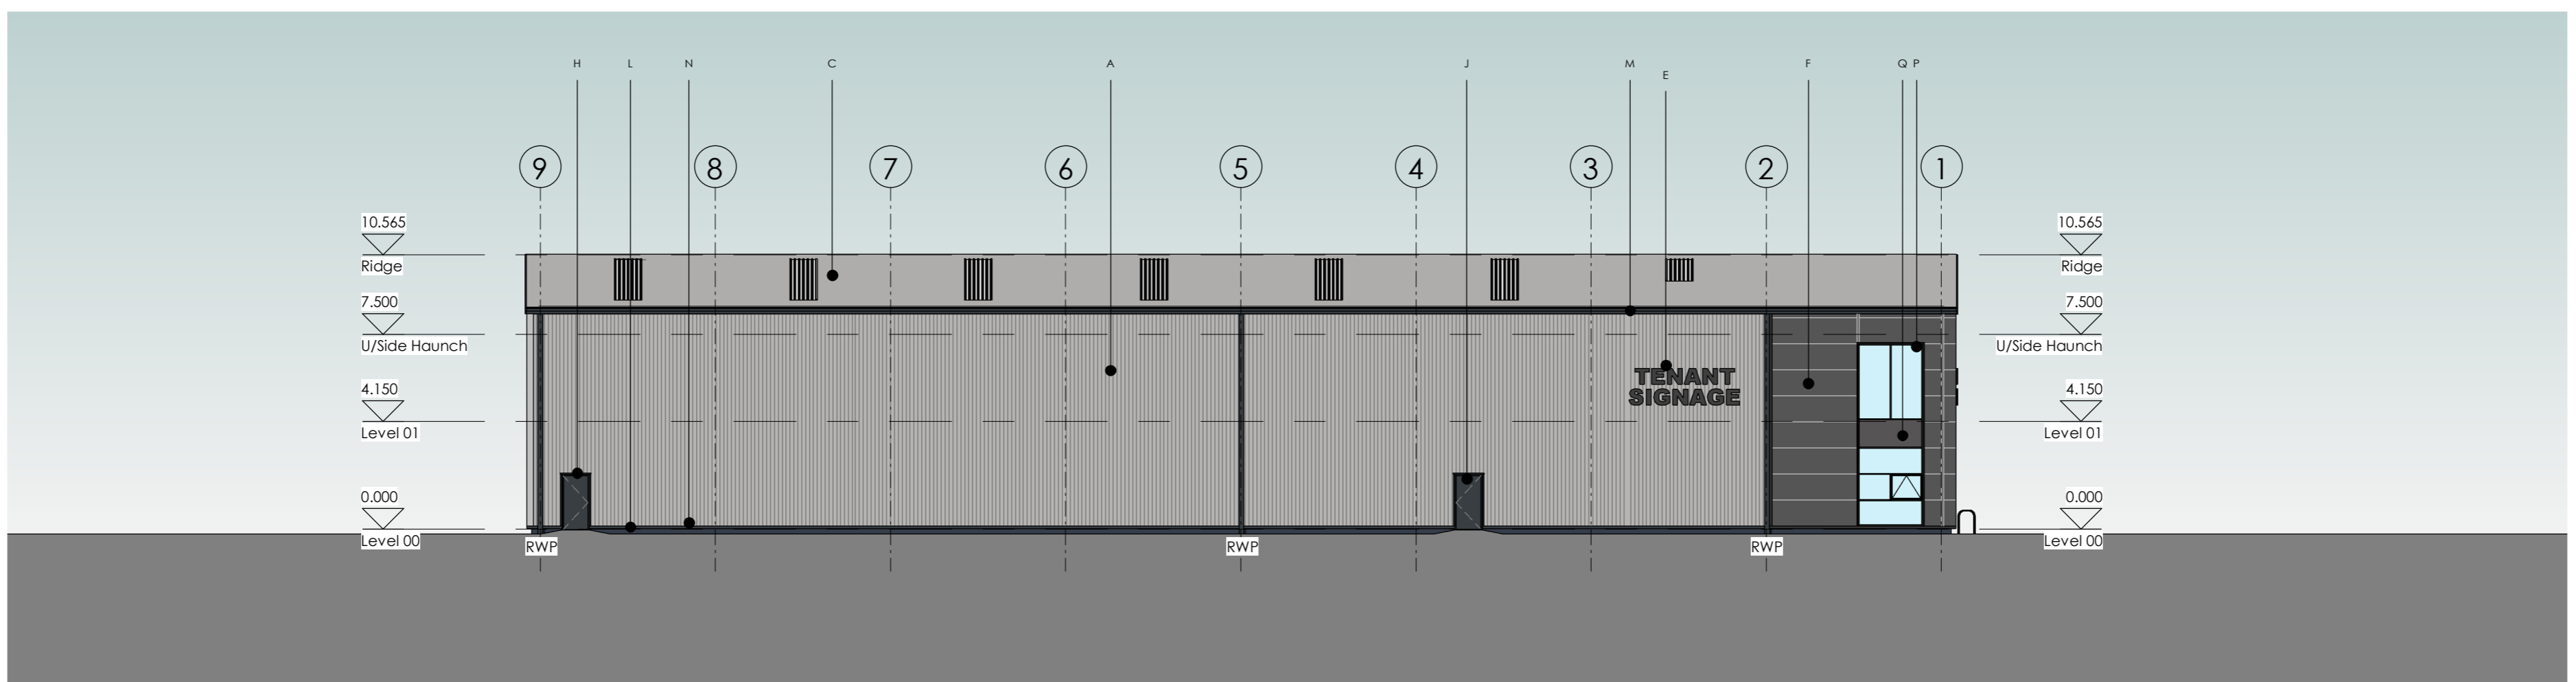 H L N C A J M E F Q P
9 8 7 6 5 4 3 2 1
10.565
Ridge
7.500
U/Side Haunch
4.150
Level 01
0.000
Level 00
TENANT
SIGNAGE
RWP RWP RWP
10.565
Ridge
7.500
U/Side Haunch
4.150
Level 01
0.000
Level 00